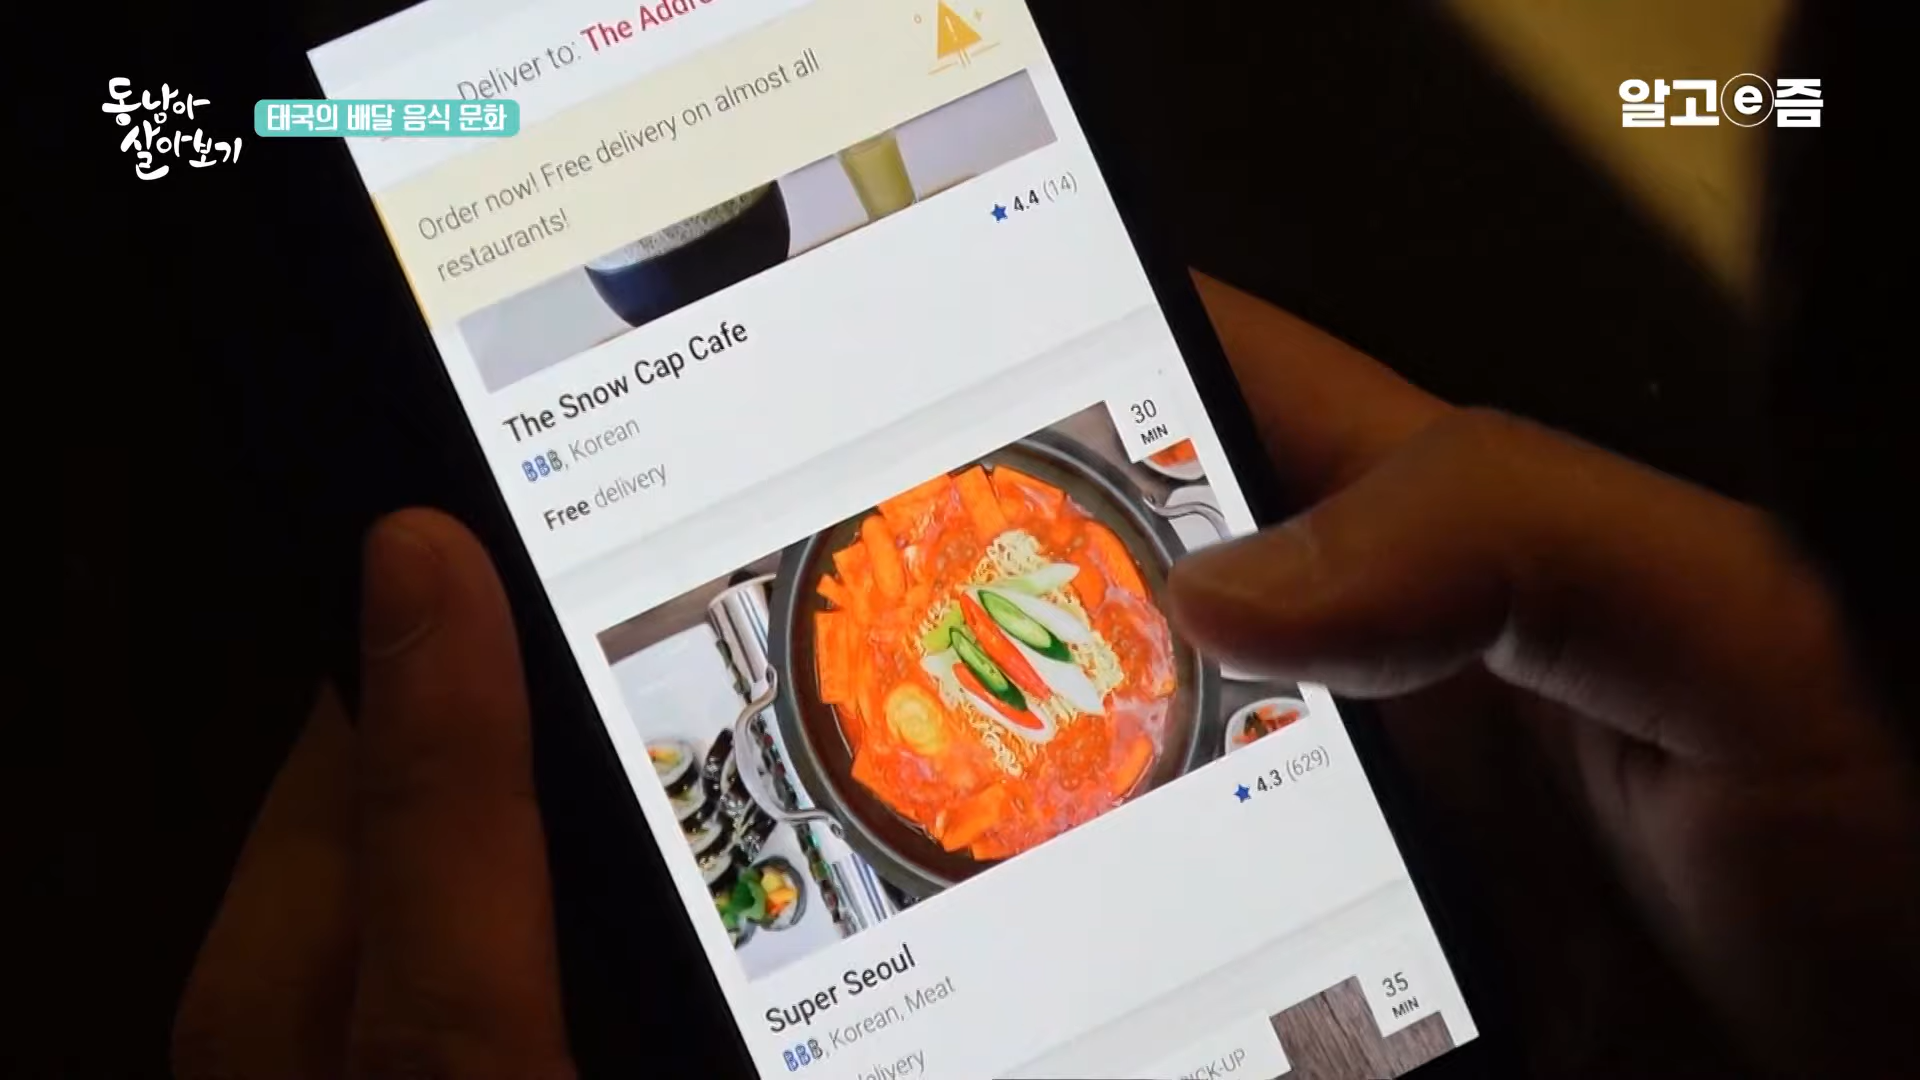 동남아
살아보기
태국의 배달 음식 문화
알고e즘
Deliver to: The Addre
Order now! Free delivery on almost all
restaurants!
4.4 (14)
The Snow Cap Cafe
฿฿฿, Korean
Free delivery
30
MIN
4.3 (629)
Super Seoul
฿฿฿, Korean, Meat
delivery
35
MIN
PICK-UP